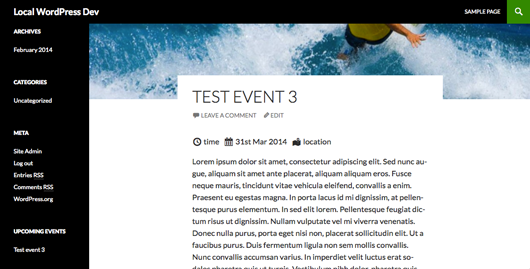 Local WordPress Dev
SAMPLE PAGE
ARCHIVES
February 2014
CATEGORIES
Uncategorized
META
Site Admin
Log out
Entries RSS
Comments RSS
WordPress.org
UPCOMING EVENTS
Test event 3
TEST EVENT 3
LEAVE A COMMENT EDIT
time 31st Mar 2014 location
Lorem ipsum dolor sit amet, consectetur adipiscing elit. Sed nunc au-
gue, aliquam sit amet ante placerat, aliquam aliquam eros. Fusce
neque mauris, tincidunt vitae vehicula eleifend, convallis a enim.
Praesent eu egestas magna. In porta lacus id mi dignissim, at pellen-
tesque purus elementum. In sed elit lorem. Pellentesque feugiat dic-
tum risus ut dignissim. Nullam vulputate vel mi viverra venenatis.
Donec nulla purus, porta eget nisi non, placerat sollicitudin elit. Ut a
faucibus purus. Duis fermentum ligula non sem mollis convallis.
Nunc convallis accumsan varius. In imperdiet velit luctus erat so-